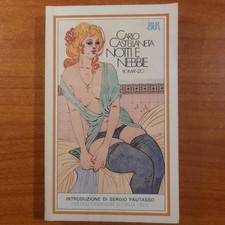 BUR
CARLO
CASTELLANETA
NOTTI E
NEBBIE
ROMANZO
INTRODUZIONE DI SERGIO PAUTASSO